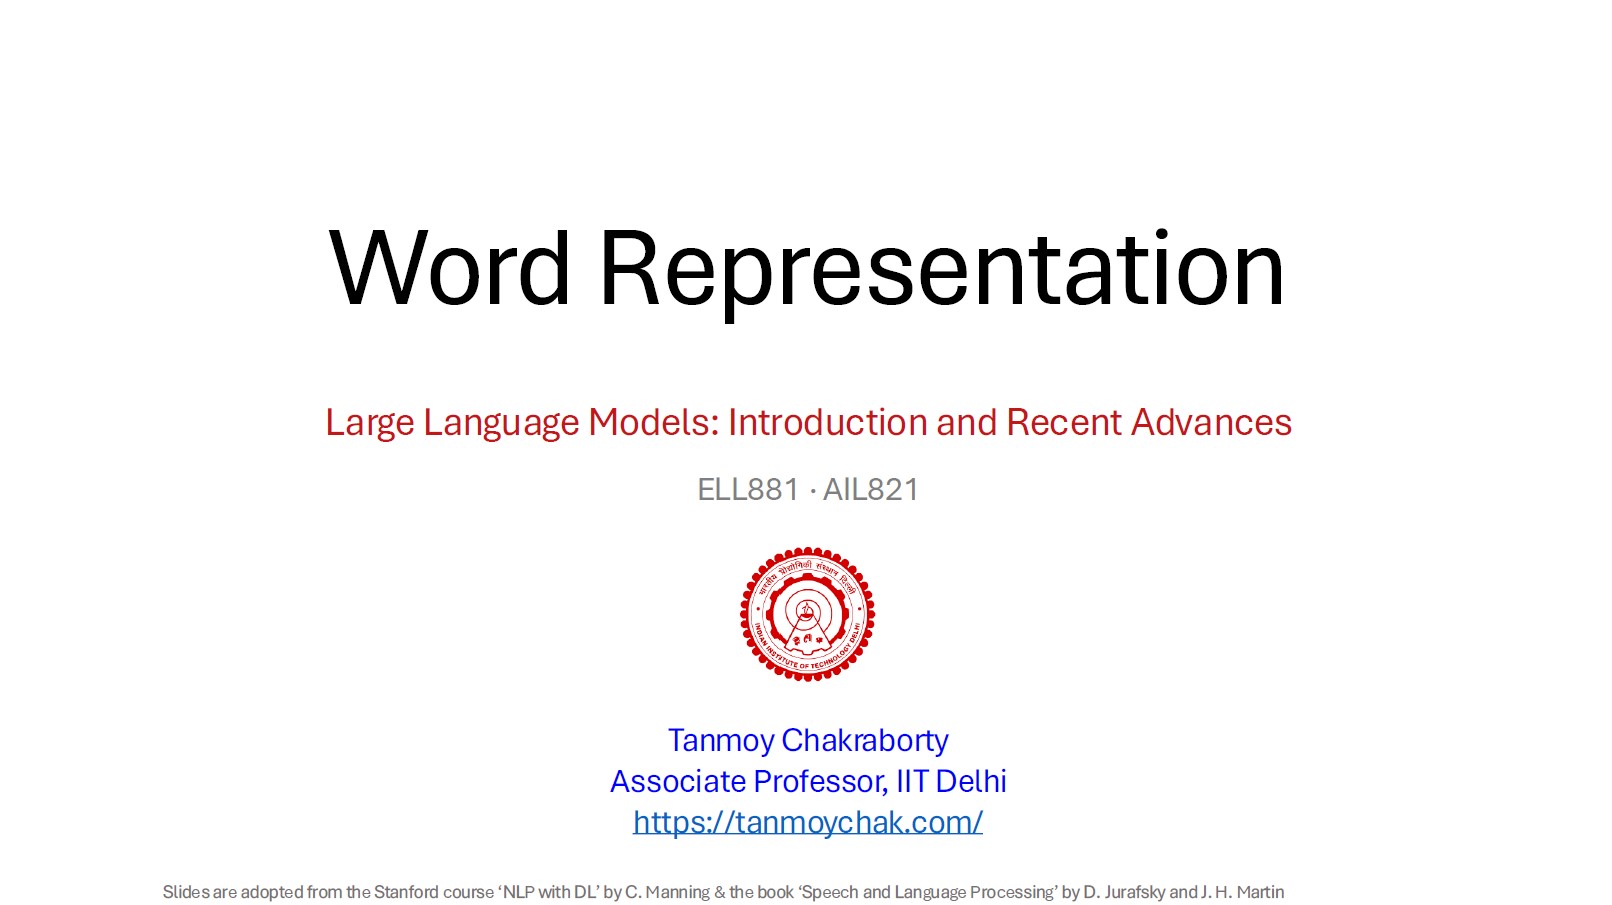 Word Representation
Large Language Models: Introduction and Recent Advances
ELL881 · AIL821
भारतीय प्रौद्योगिकी संस्थान दिल्ली
INDIAN INSTITUTE OF TECHNOLOGY DELHI
Tanmoy Chakraborty
Associate Professor, IIT Delhi
https://tanmoychak.com/
Slides are adopted from the Stanford course ‘NLP with DL’ by C. Manning & the book ‘Speech and Language Processing’ by D. Jurafsky and J. H. Martin